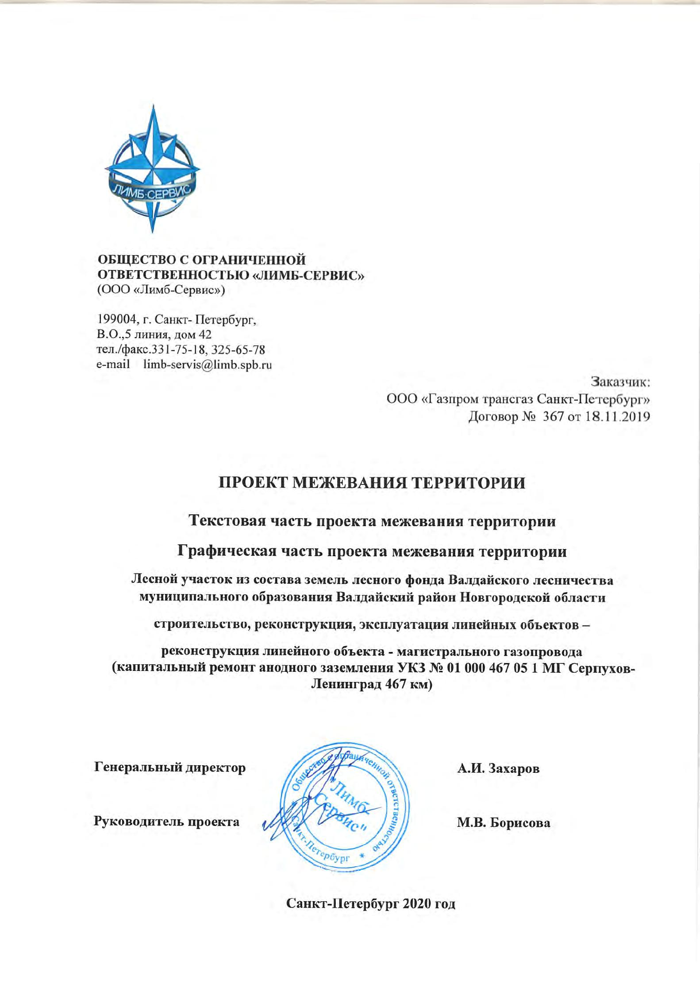 ЛИМБ-СЕРВИС
ОБЩЕСТВО С ОГРАНИЧЕННОЙ
ОТВЕТСТВЕННОСТЬЮ «ЛИМБ-СЕРВИС»
(ООО «Лимб-Сервис»)
199004, г. Санкт- Петербург,
В.О.,5 линия, дом 42
тел./факс.331-75-18, 325-65-78
e-mail limb-servis@limb.spb.ru
Заказчик:
ООО «Газпром трансгаз Санкт-Петербург»
Договор № 367 от 18.11.2019
ПРОЕКТ МЕЖЕВАНИЯ ТЕРРИТОРИИ
Текстовая часть проекта межевания территории
Графическая часть проекта межевания территории
Лесной участок из состава земель лесного фонда Валдайского лесничества
муниципального образования Валдайский район Новгородской области
строительство, реконструкция, эксплуатация линейных объектов –
реконструкция линейного объекта - магистрального газопровода
(капитальный ремонт анодного заземления УКЗ № 01 000 467 05 1 МГ Серпухов-
Ленинград 467 км)
Генеральный директор
А.И. Захаров
Общество с ограниченной ответственностью
"Лимб-
Сервис"
* Санкт-Петербург *
Руководитель проекта
М.В. Борисова
Санкт-Петербург 2020 год